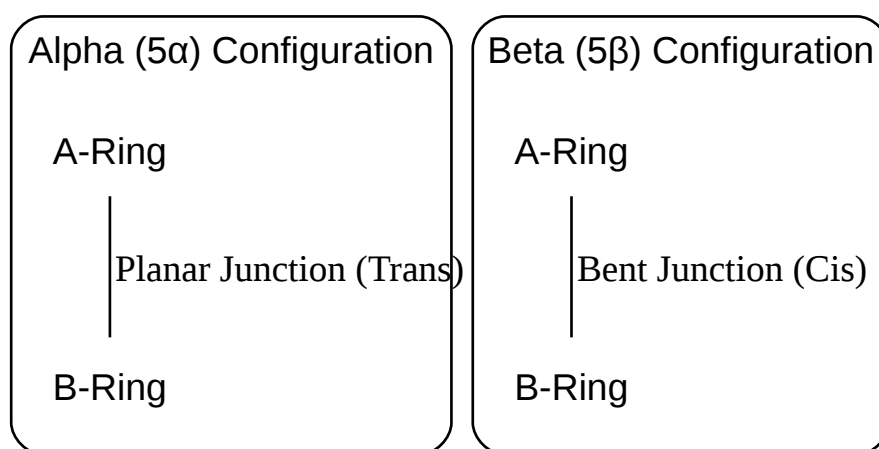 Alpha (5α) Configuration
A-Ring
Planar Junction (Trans)
B-Ring
Beta (5β) Configuration
A-Ring
Bent Junction (Cis)
B-Ring